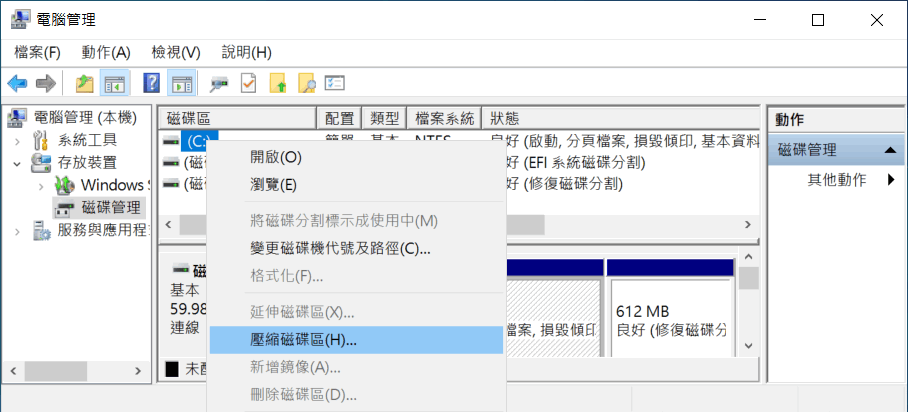 電腦管理
檔案(F) 動作(A) 檢視(V) 說明(H)
電腦管理 (本機)
系統工具
存放裝置
Windows S
磁碟管理
服務與應用程
磁碟區 配置 類型 檔案系統 狀態
(C:) 簡單 基本 NTFS 良好 (啟動, 分頁檔案, 損毀傾印, 基本資料
(磁 好 (EFI 系統磁碟分割)
(磁 好 (修復磁碟分割)
開啟(O)
瀏覽(E)
將磁碟分割標示成使用中(M)
變更磁碟機代號及路徑(C)...
格式化(F)...
延伸磁碟區(X)...
壓縮磁碟區(H)...
新增鏡像(A)...
刪除磁碟區(D)...
磁
基本
59.98
連線
檔案, 損毀傾印
612 MB
良好 (修復磁碟分
未配
動作
磁碟管理
其他動作